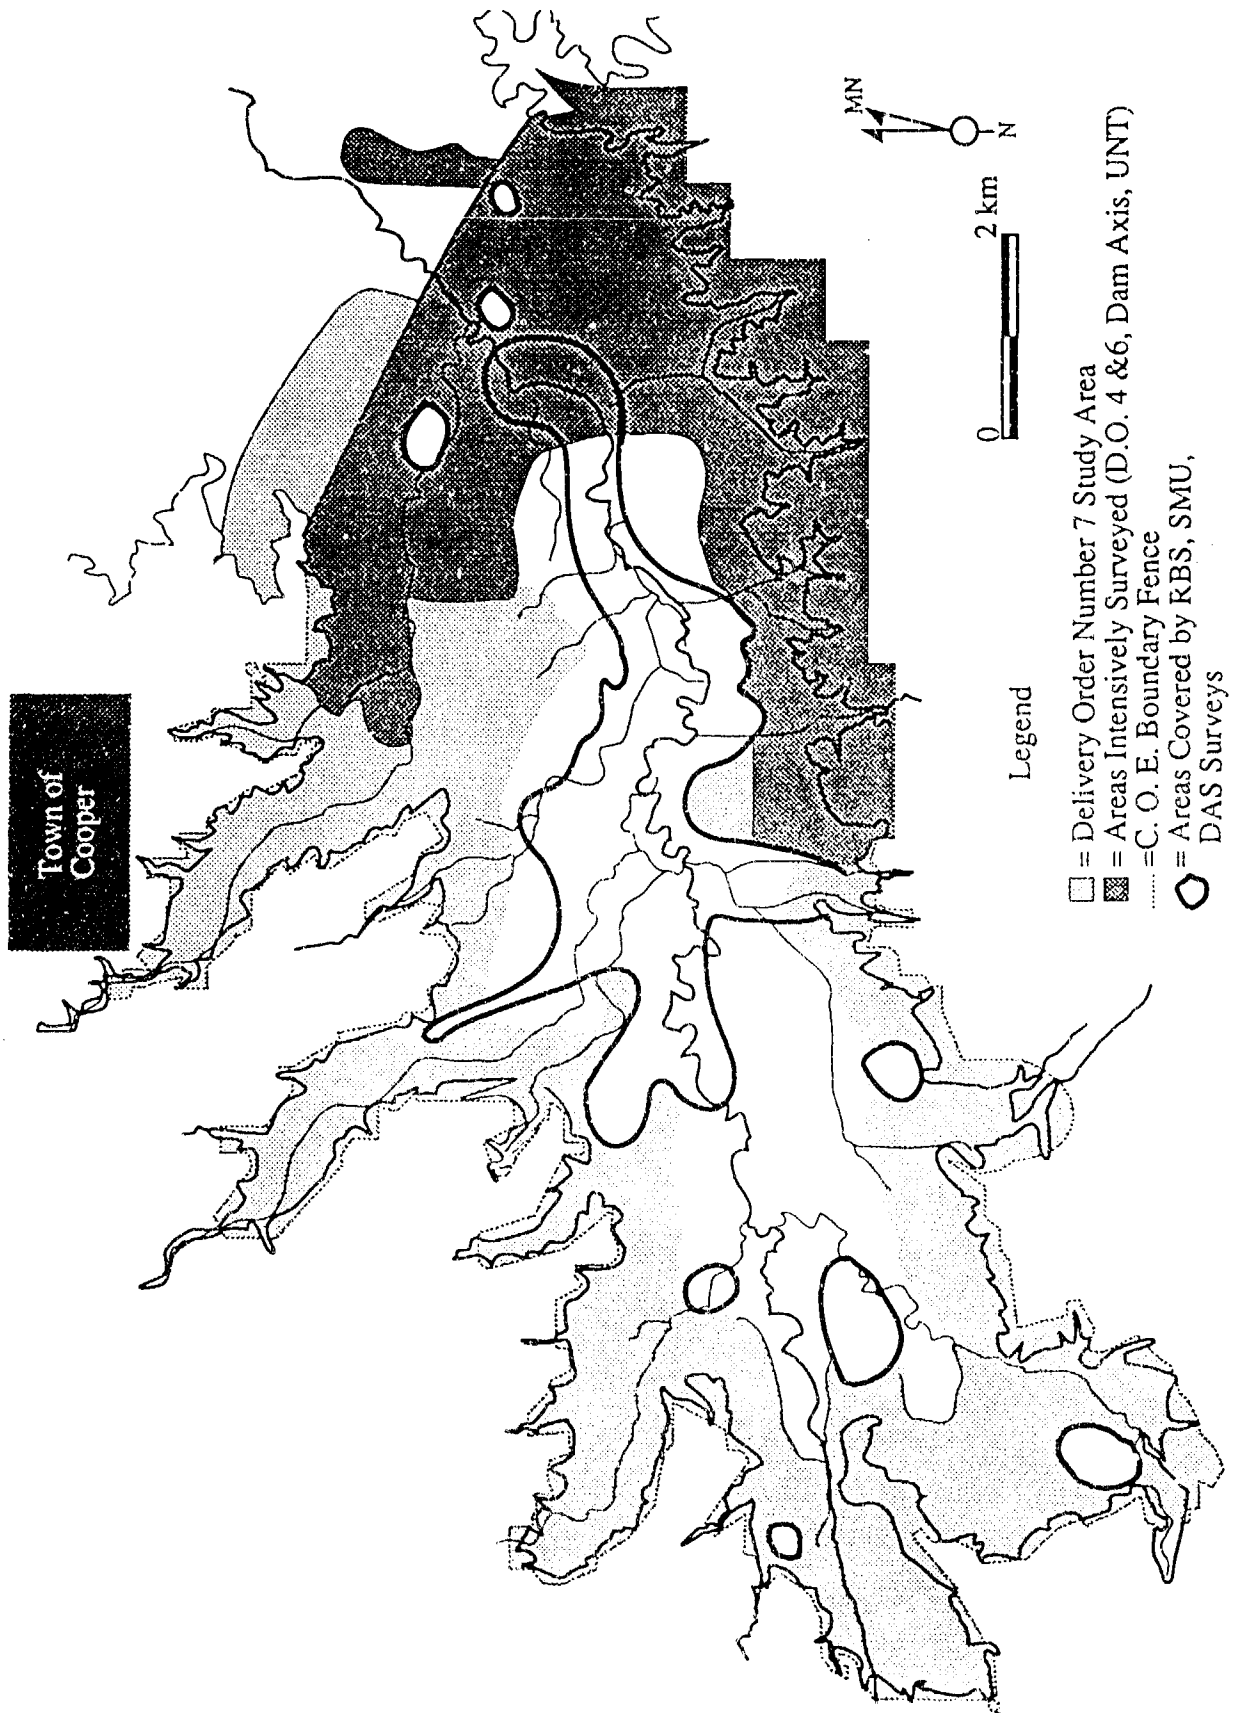 Town of
Cooper
MN
N
0 2 km
Legend
= Delivery Order Number 7 Study Area
= Areas Intensively Surveyed (D.O. 4 &6, Dam Axis, UNT)
=C. O. E. Boundary Fence
= Areas Covered by RBS, SMU,
DAS Surveys